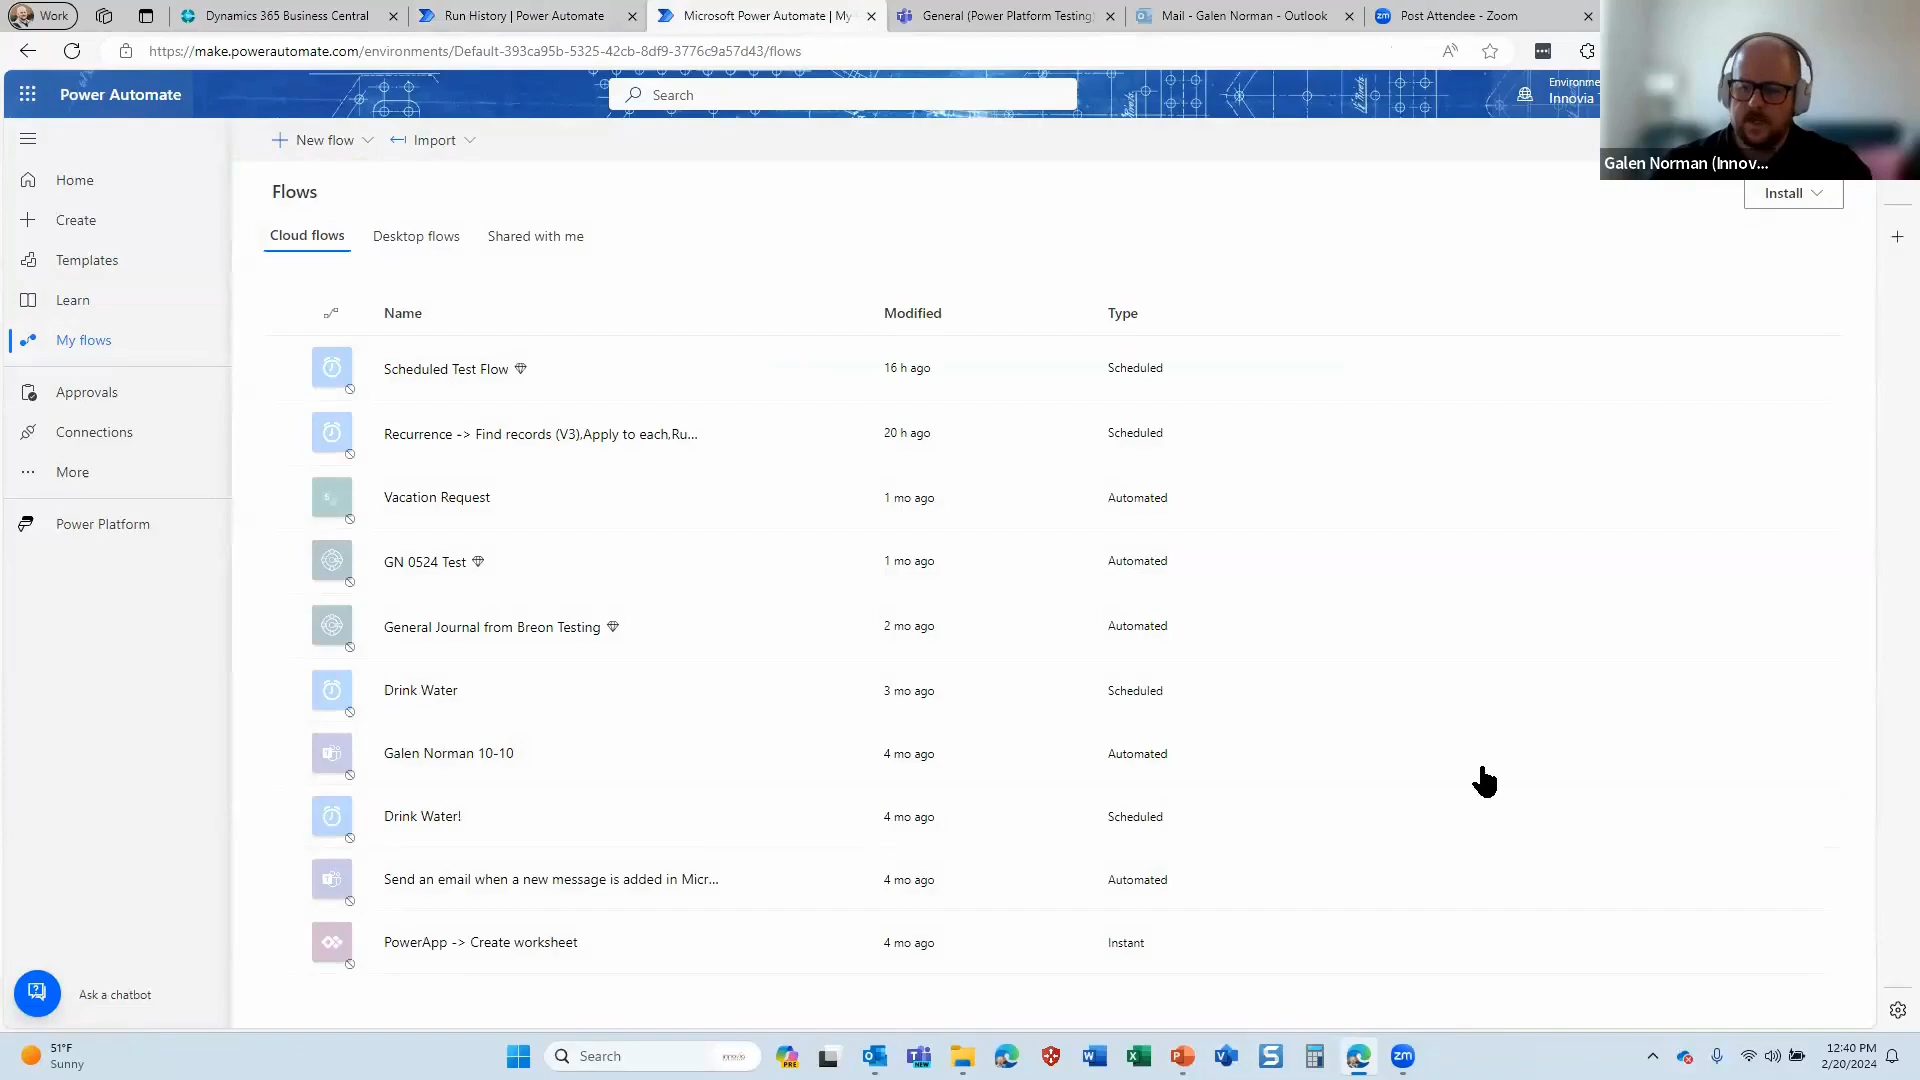 Work
Dynamics 365 Business Central
Run History | Power Automate
Microsoft Power Automate | My
General (Power Platform Testing
Mail - Galen Norman - Outlook
Post Attendee - Zoom
https://make.powerautomate.com/environments/Default-393ca95b-5325-42cb-8df9-3776c9a57d43/flows
Power Automate
Search
Environme
Innovia
Galen Norman (Innov...
New flow
Import
Home
Create
Templates
Learn
My flows
Approvals
Connections
More
Power Platform
Ask a chatbot
Flows
Install
Cloud flows Desktop flows Shared with me
Name Modified Type
Scheduled Test Flow 16 h ago Scheduled
Recurrence -> Find records (V3),Apply to each,Ru... 20 h ago Scheduled
Vacation Request 1 mo ago Automated
GN 0524 Test 1 mo ago Automated
General Journal from Breon Testing 2 mo ago Automated
Drink Water 3 mo ago Scheduled
Galen Norman 10-10 4 mo ago Automated
Drink Water! 4 mo ago Scheduled
Send an email when a new message is added in Micr... 4 mo ago Automated
PowerApp -> Create worksheet 4 mo ago Instant
51°F
Sunny
Search
innovia
PRE
NEW
zm
12:40 PM
2/20/2024